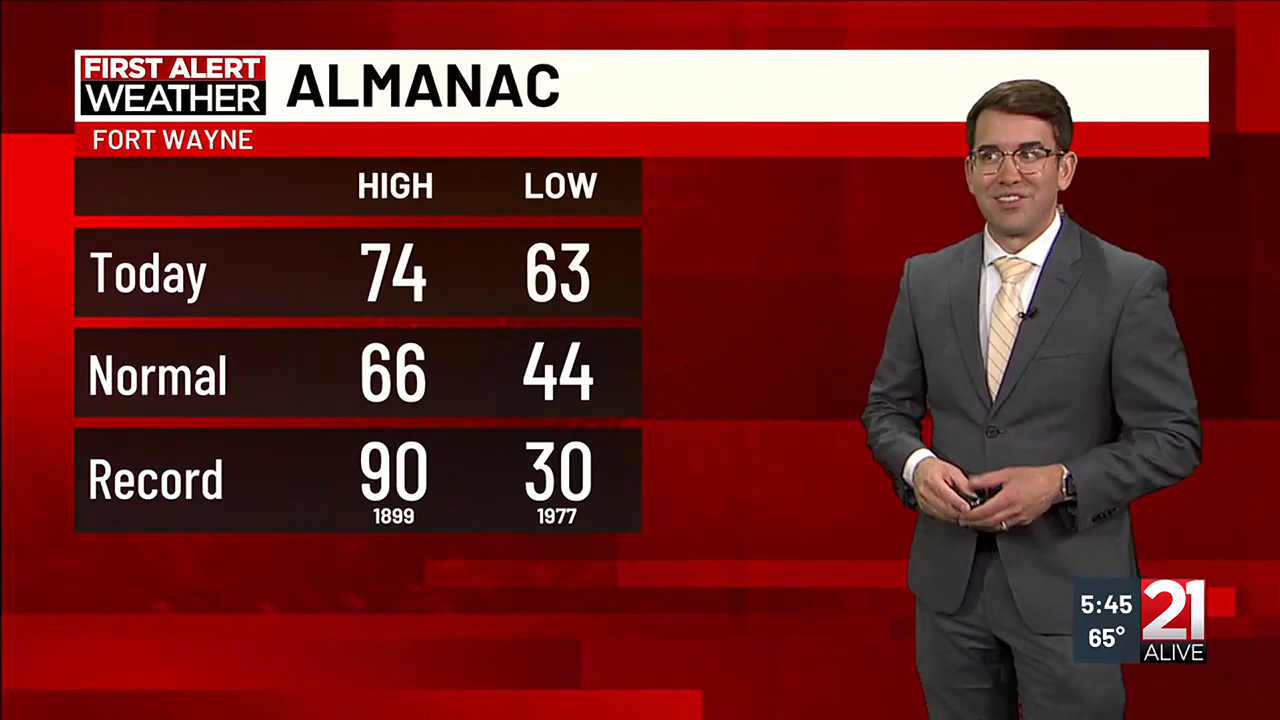 FIRST ALERT
WEATHER
ALMANAC
FORT WAYNE
HIGH LOW
Today 74 63
Normal 66 44
Record 90 30
1899 1977
5:45
65°
21
ALIVE